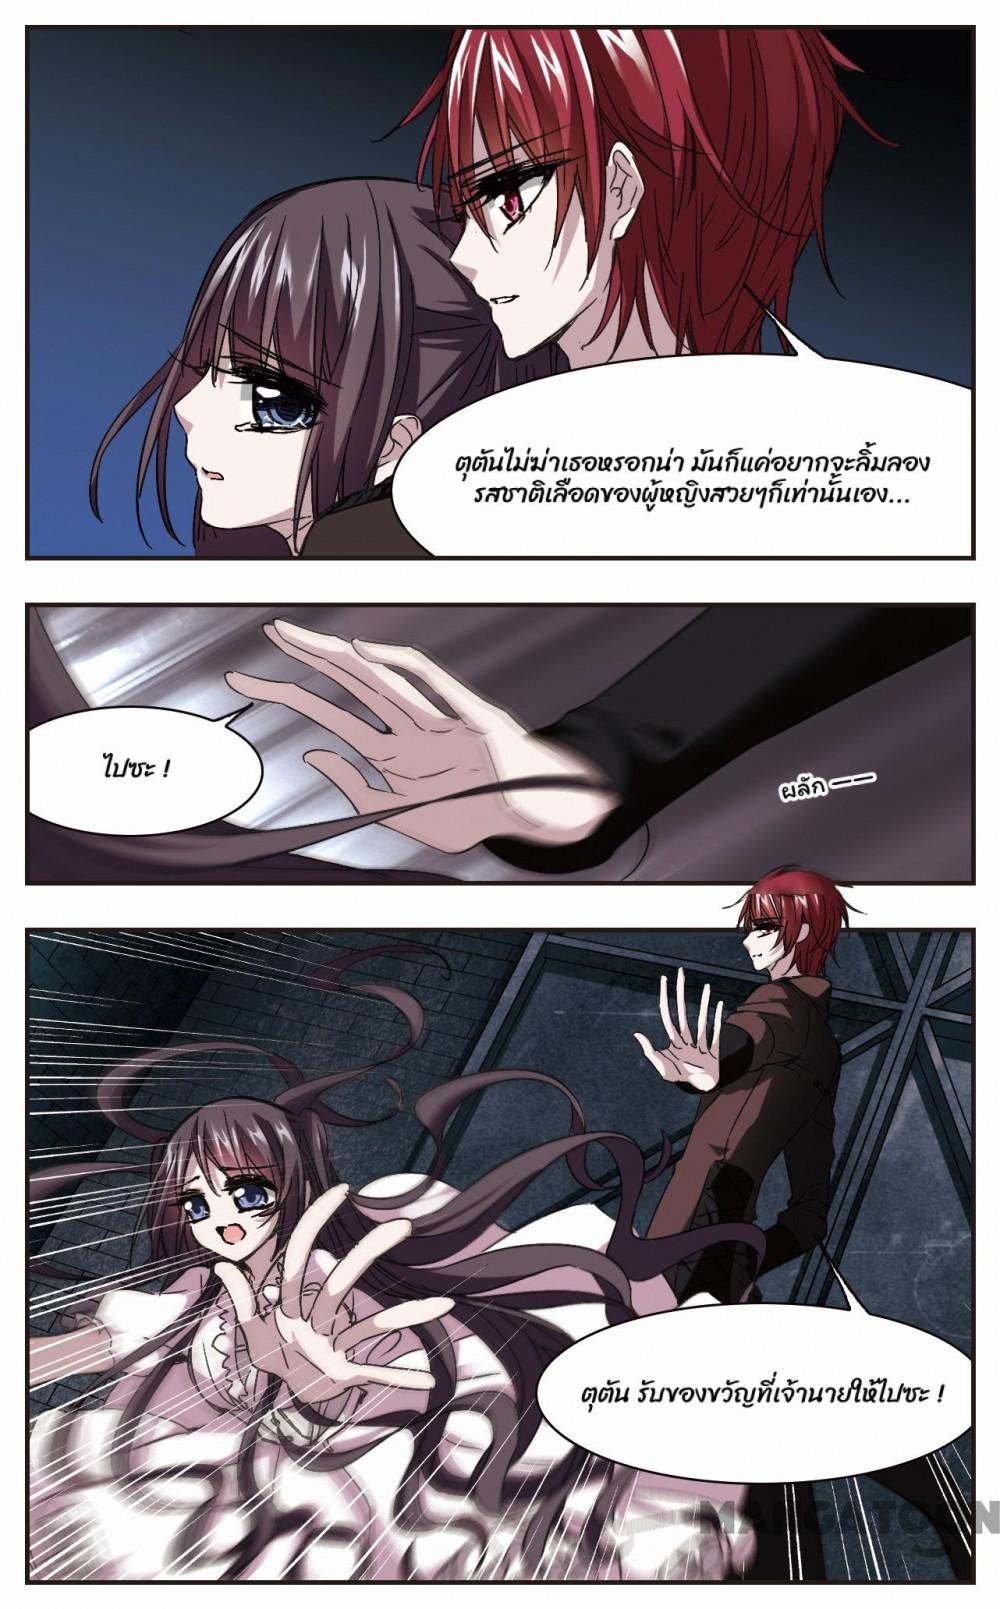 ตุตันไม่ฆ่าเธอหรอกน่า มันก็แค่อยากจะลิ้มลอง
รสชาติเลือดของผู้หญิงสวยๆก็เท่านั้นเอง...
ไปซะ !
ผลัก ——
ตุตัน รับของขวัญที่เจ้านายให้ไปซะ !
MANGATOON